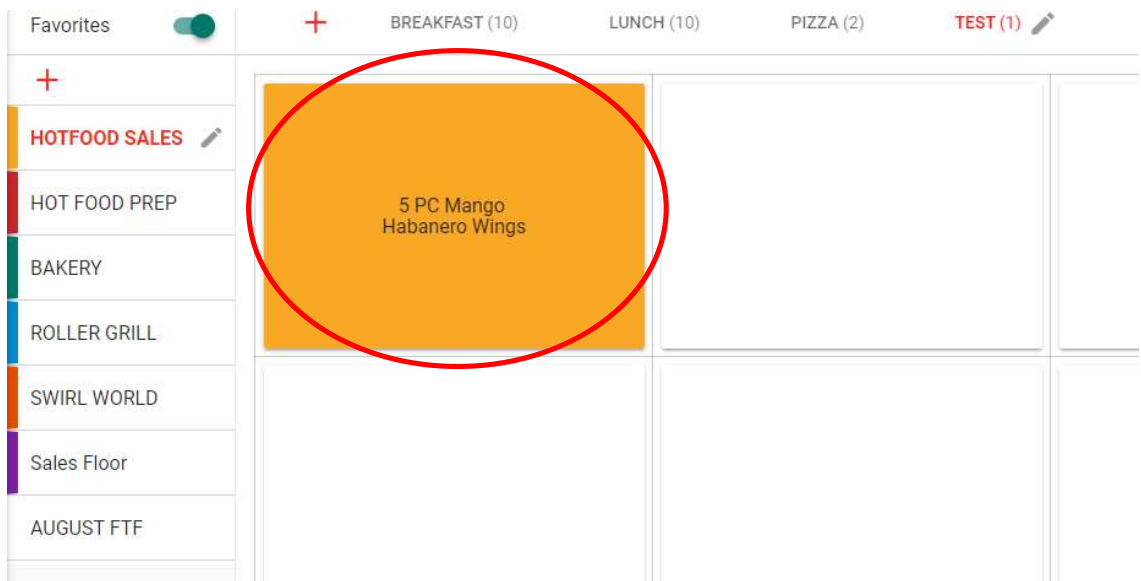 Favorites
BREAKFAST (10)
LUNCH (10)
PIZZA (2)
TEST (1)
HOTFOOD SALES
HOT FOOD PREP
BAKERY
ROLLER GRILL
SWIRL WORLD
Sales Floor
AUGUST FTF
5 PC Mango
Habanero Wings